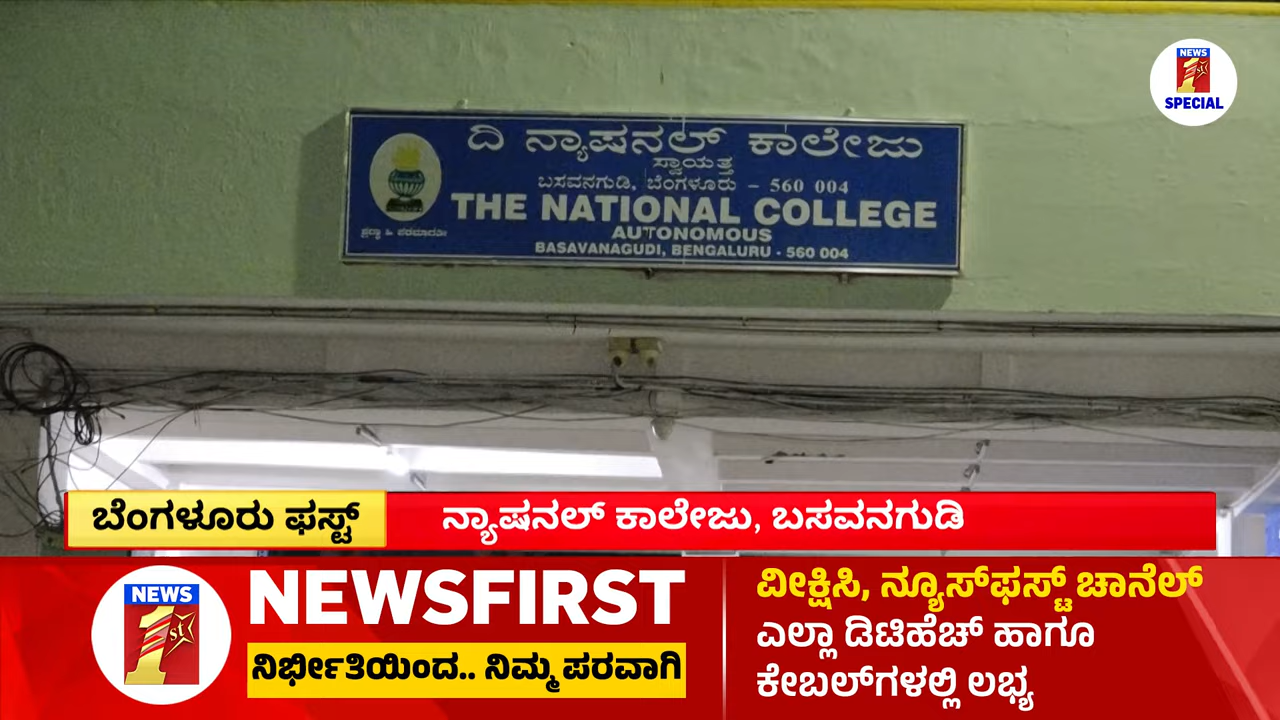 NEWS
1st
SPECIAL
ದಿ ನ್ಯಾಷನಲ್ ಕಾಲೇಜು
ಸ್ವಾಯತ್ತ
ಬಸವನಗುಡಿ, ಬೆಂಗಳೂರು – 560 004
THE NATIONAL COLLEGE
AUTONOMOUS
BASAVANAGUDI, BENGALURU - 560 004
ಬೆಂಗಳೂರು ಫಸ್ಟ್
ನ್ಯಾಷನಲ್ ಕಾಲೇಜು, ಬಸವನಗುಡಿ
NEWS
1st
NEWSFIRST
ನಿರ್ಭೀತಿಯಿಂದ.. ನಿಮ್ಮ ಪರವಾಗಿ
ವೀಕ್ಷಿಸಿ, ನ್ಯೂಸ್‌ಫಸ್ಟ್ ಚಾನೆಲ್
ಎಲ್ಲಾ ಡಿಟಿಹೆಚ್ ಹಾಗೂ
ಕೇಬಲ್‌ಗಳಲ್ಲಿ ಲಭ್ಯ